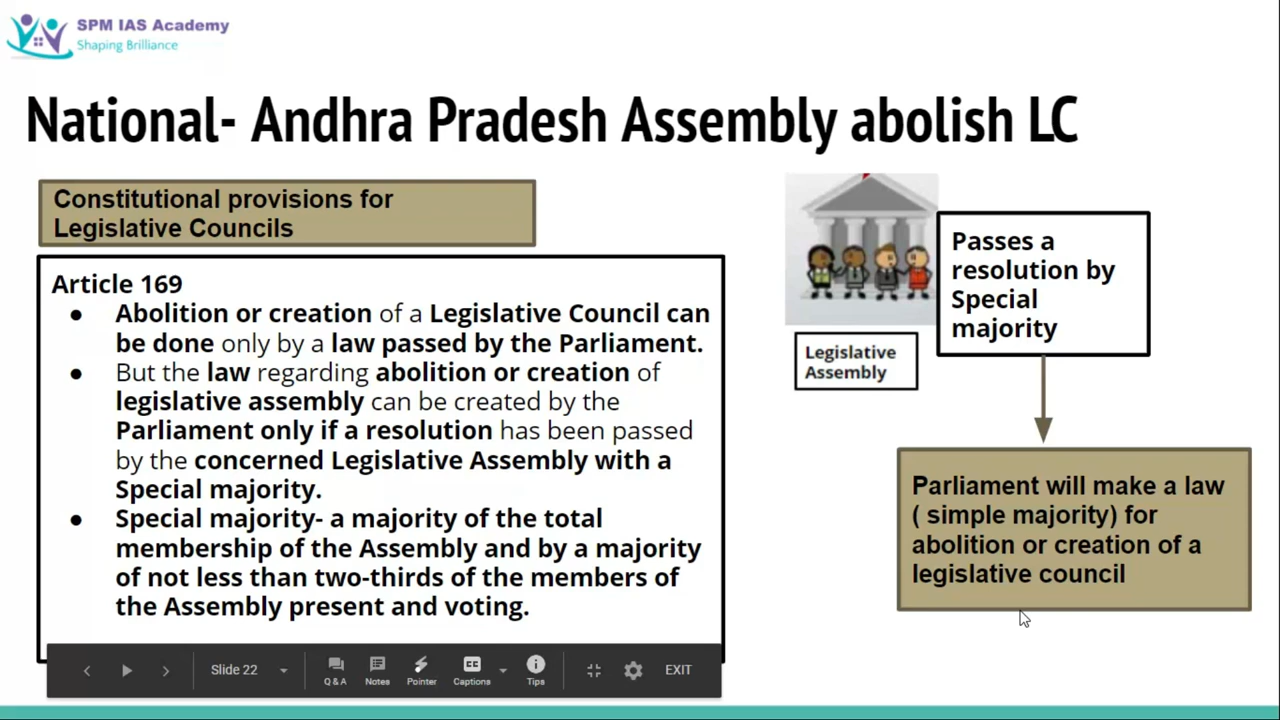 SPM IAS Academy
Shaping Brilliance
National- Andhra Pradesh Assembly abolish LC
Constitutional provisions for
Legislative Councils
Article 169
● Abolition or creation of a Legislative Council can
be done only by a law passed by the Parliament.
● But the law regarding abolition or creation of
legislative assembly can be created by the
Parliament only if a resolution has been passed
by the concerned Legislative Assembly with a
Special majority.
● Special majority- a majority of the total
membership of the Assembly and by a majority
of not less than two-thirds of the members of
the Assembly present and voting.
Legislative
Assembly
Passes a
resolution by
Special
majority
Parliament will make a law
( simple majority) for
abolition or creation of a
legislative council
Slide 22
Q & A
Notes
Pointer
CC
Captions
Tips
EXIT